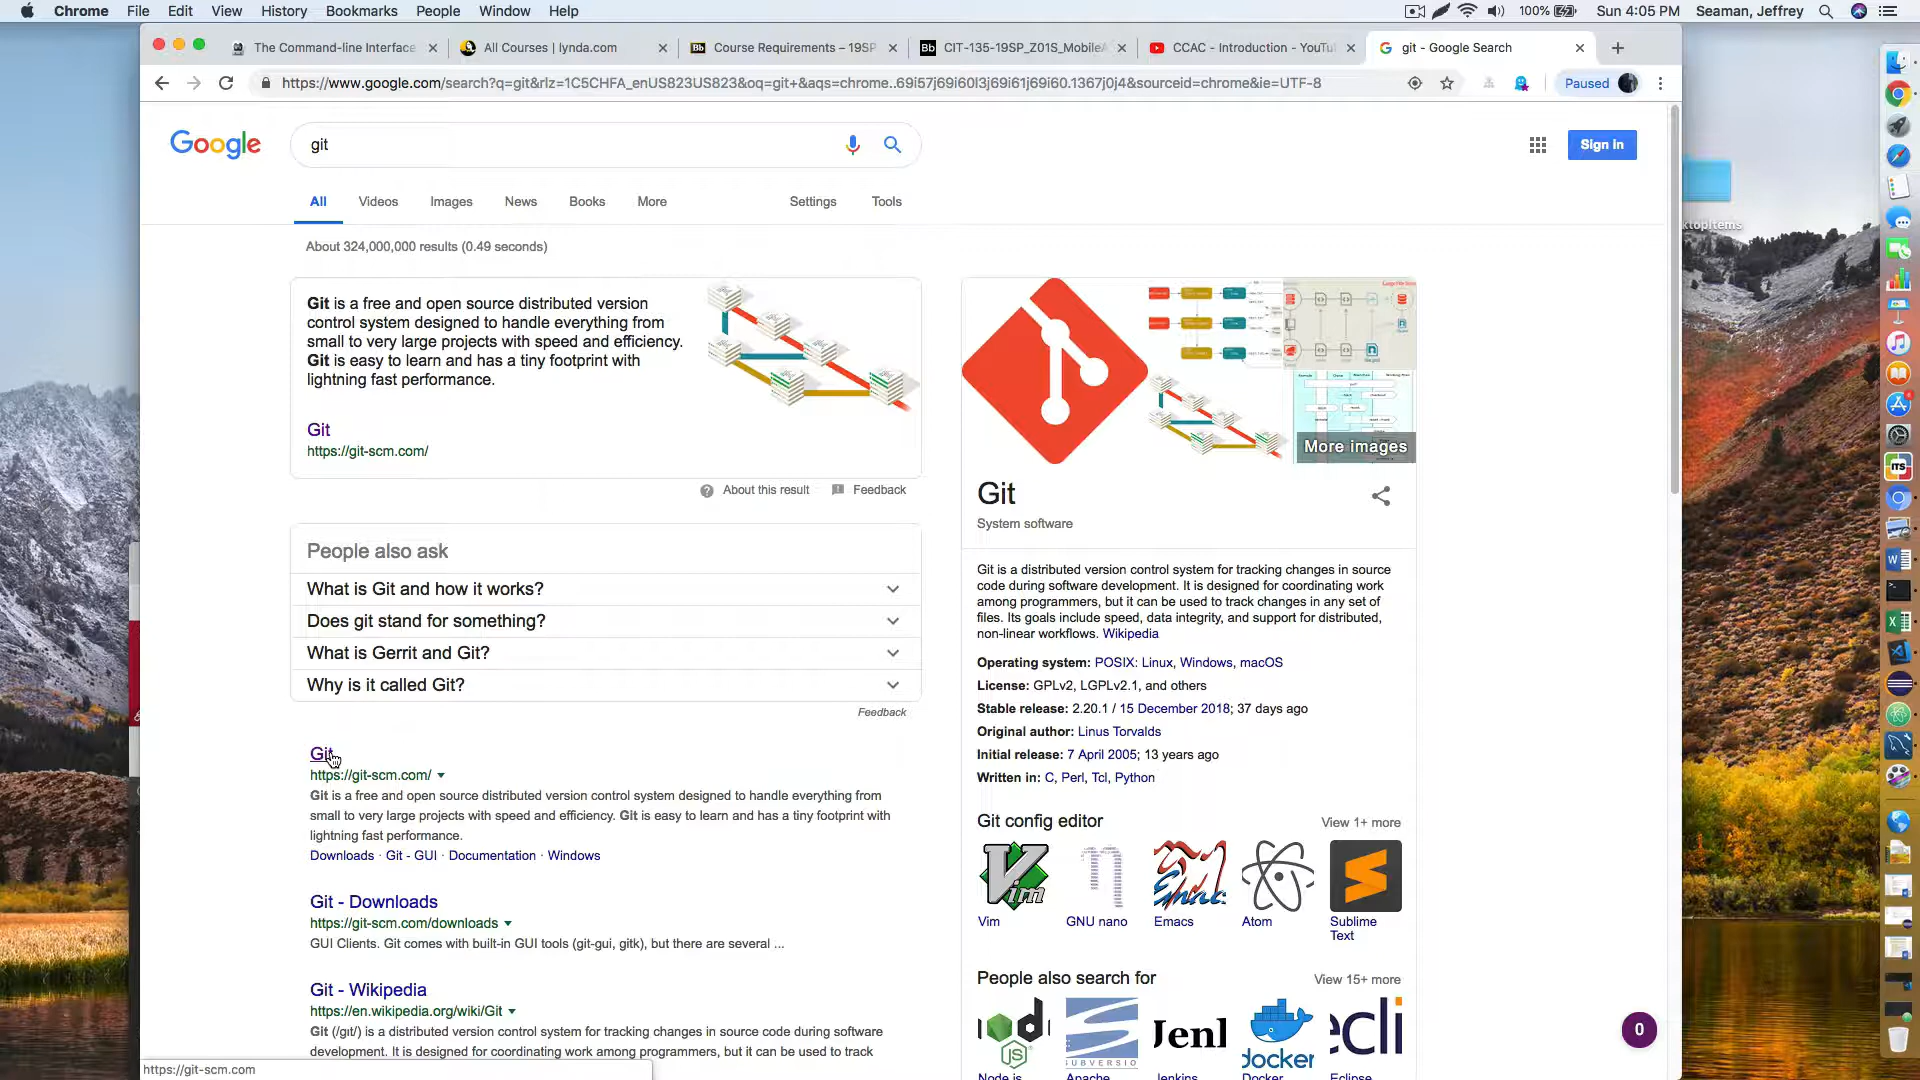 Chrome File Edit View History Bookmarks People Window Help 100% Sun 4:05 PM Seaman, Jeffrey
The Command-line Interface
All Courses | lynda.com
Course Requirements – 19SP
CIT-135-19SP_Z01S_MobileA
CCAC - Introduction - YouTu
git - Google Search
https://www.google.com/search?q=git&rlz=1C5CHFA_enUS823US823&oq=git+&aqs=chrome..69i57j69i60l3j69i61j69i60.1367j0j4&sourceid=chrome&ie=UTF-8
Paused
Google
git
Sign in
All Videos Images News Books More Settings Tools
About 324,000,000 results (0.49 seconds)
Git is a free and open source distributed version
control system designed to handle everything from
small to very large projects with speed and efficiency.
Git is easy to learn and has a tiny footprint with
lightning fast performance.
Git
https://git-scm.com/
About this result Feedback
People also ask
What is Git and how it works?
Does git stand for something?
What is Gerrit and Git?
Why is it called Git?
Feedback
Git
https://git-scm.com/
Git is a free and open source distributed version control system designed to handle everything from
small to very large projects with speed and efficiency. Git is easy to learn and has a tiny footprint with
lightning fast performance.
Downloads · Git - GUI · Documentation · Windows
Git - Downloads
https://git-scm.com/downloads
GUI Clients. Git comes with built-in GUI tools (git-gui, gitk), but there are several ...
Git - Wikipedia
https://en.wikipedia.org/wiki/Git
Git (/ɡɪt/) is a distributed version control system for tracking changes in source code during software
development. It is designed for coordinating work among programmers, but it can be used to track
https://git-scm.com
More images
Git
System software
Git is a distributed version control system for tracking changes in source
code during software development. It is designed for coordinating work
among programmers, but it can be used to track changes in any set of
files. Its goals include speed, data integrity, and support for distributed,
non-linear workflows. Wikipedia
Operating system: POSIX: Linux, Windows, macOS
License: GPLv2, LGPLv2.1, and others
Stable release: 2.20.1 / 15 December 2018; 37 days ago
Original author: Linus Torvalds
Initial release: 7 April 2005; 13 years ago
Written in: C, Perl, Tcl, Python
Git config editor View 1+ more
Vim GNU nano Emacs Atom Sublime
Text
People also search for View 15+ more
SUBVERSIO
Jenl
docker
ecli
Node.js Apache Jenkins Docker Eclipse
0
ktopItems